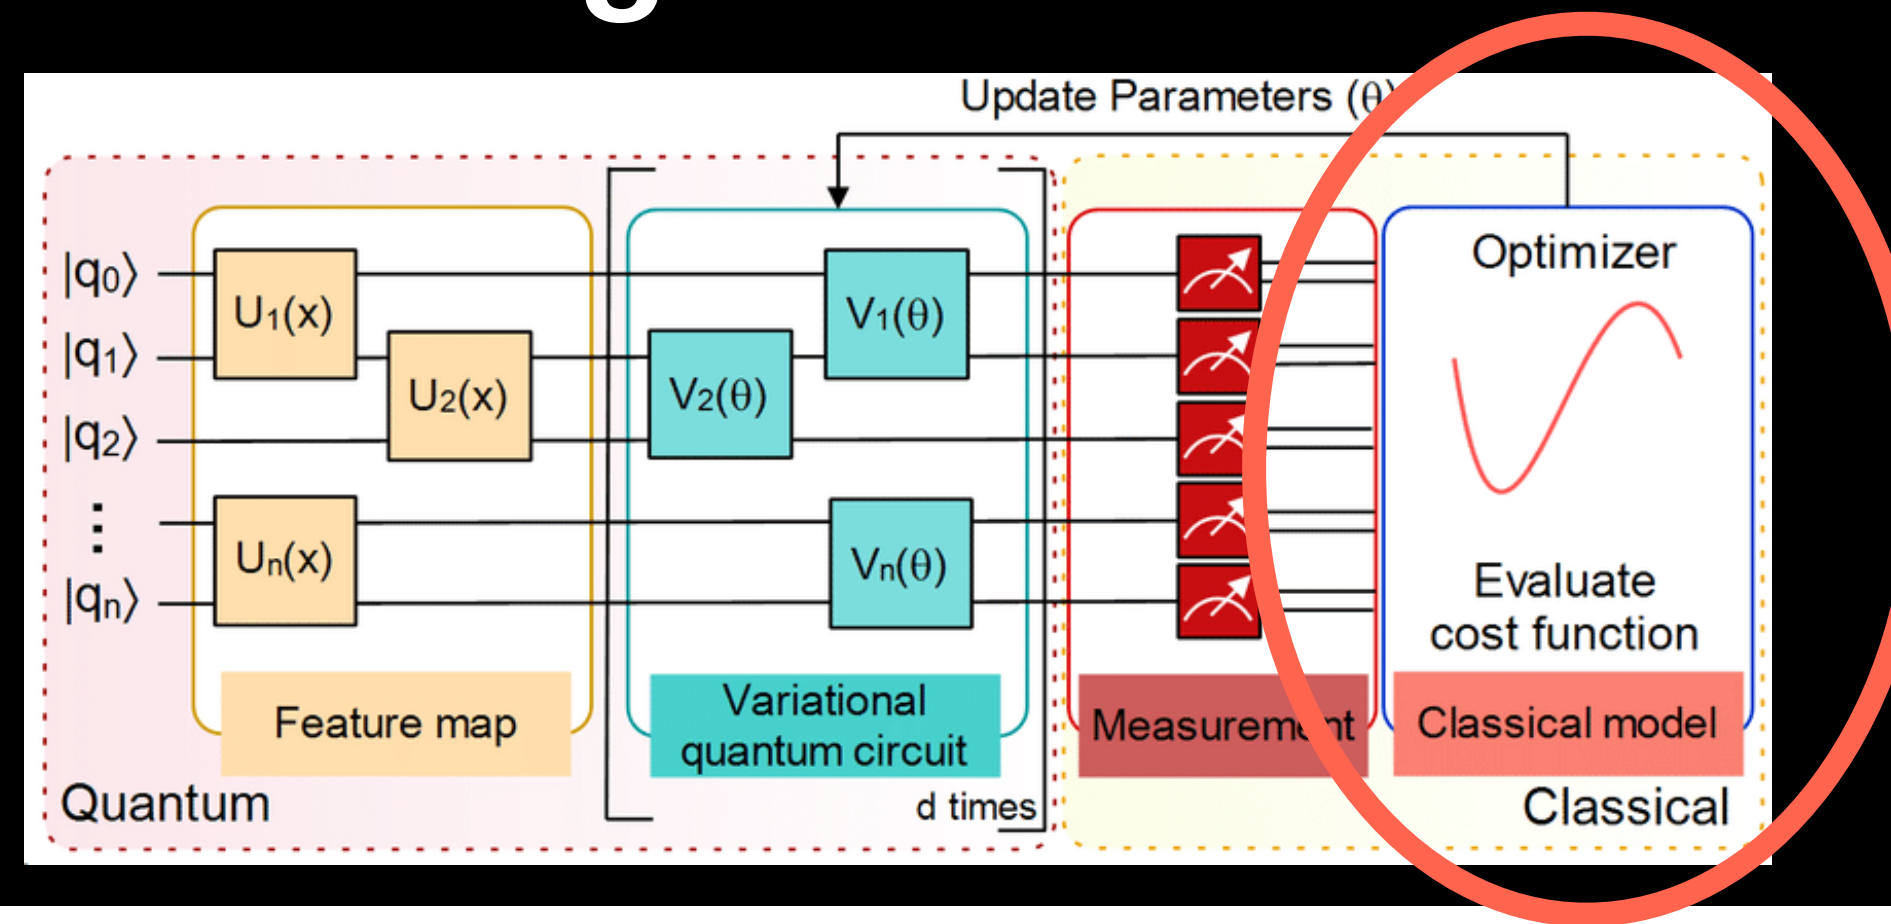 Update Parameters (θ)
|q0⟩
|q1⟩
|q2⟩
⋮
|qn⟩
U1(x)
U2(x)
Un(x)
Feature map
Quantum
V1(θ)
V2(θ)
Vn(θ)
Variational
quantum circuit
d times
Measurement
Optimizer
Evaluate
cost function
Classical model
Classical